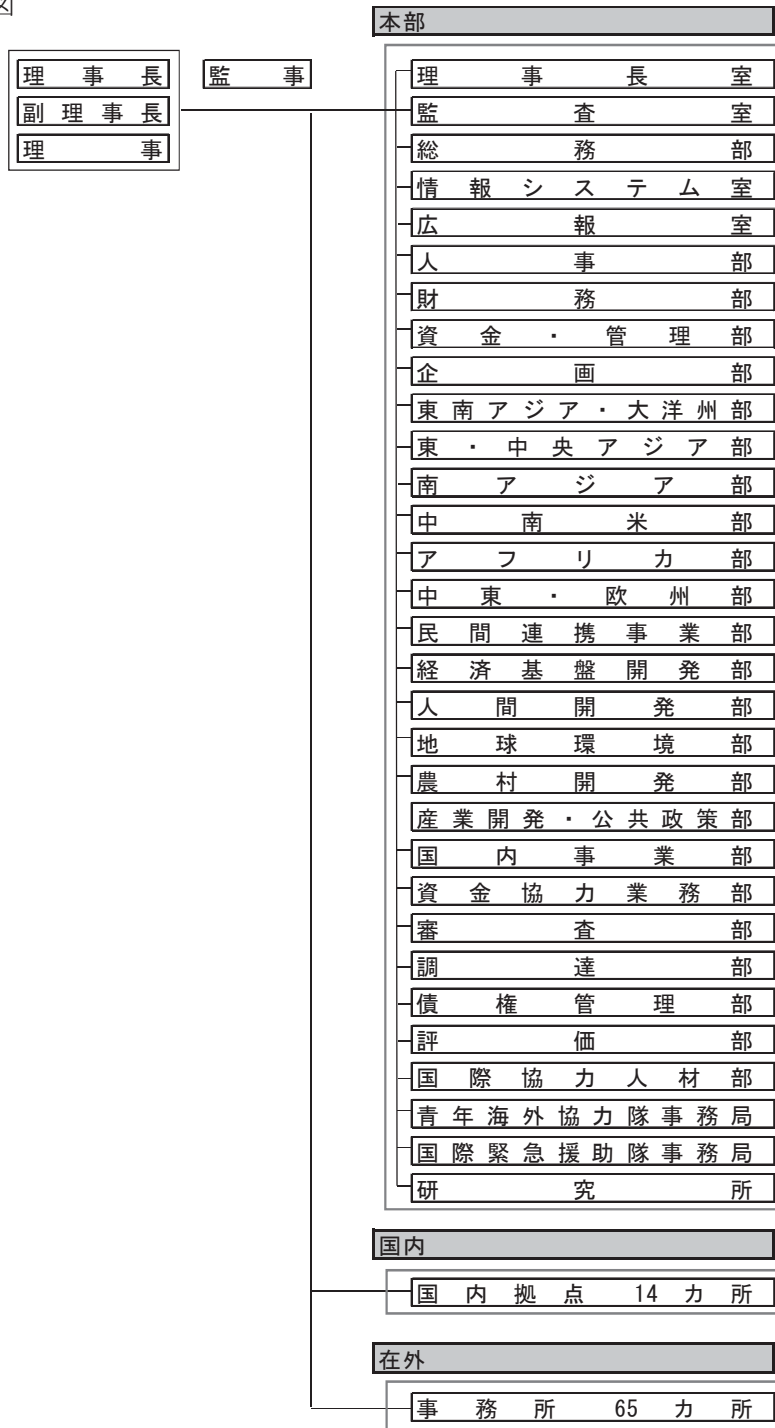 図
本部
理事長
監事
副理事長
理事
理事長室
監査室
総務部
情報システム室
広報室
人事部
財務部
資金・管理部
企画部
東南アジア・大洋州部
東・中央アジア部
南アジア部
中南米部
アフリカ部
中東・欧州部
民間連携事業部
経済基盤開発部
人間開発部
地球環境部
農村開発部
産業開発・公共政策部
国内事業部
資金協力業務部
審査部
調達部
債権管理部
評価部
国際協力人材部
青年海外協力隊事務局
国際緊急援助隊事務局
研究所
国内
国内拠点 14カ所
在外
事務所 65カ所